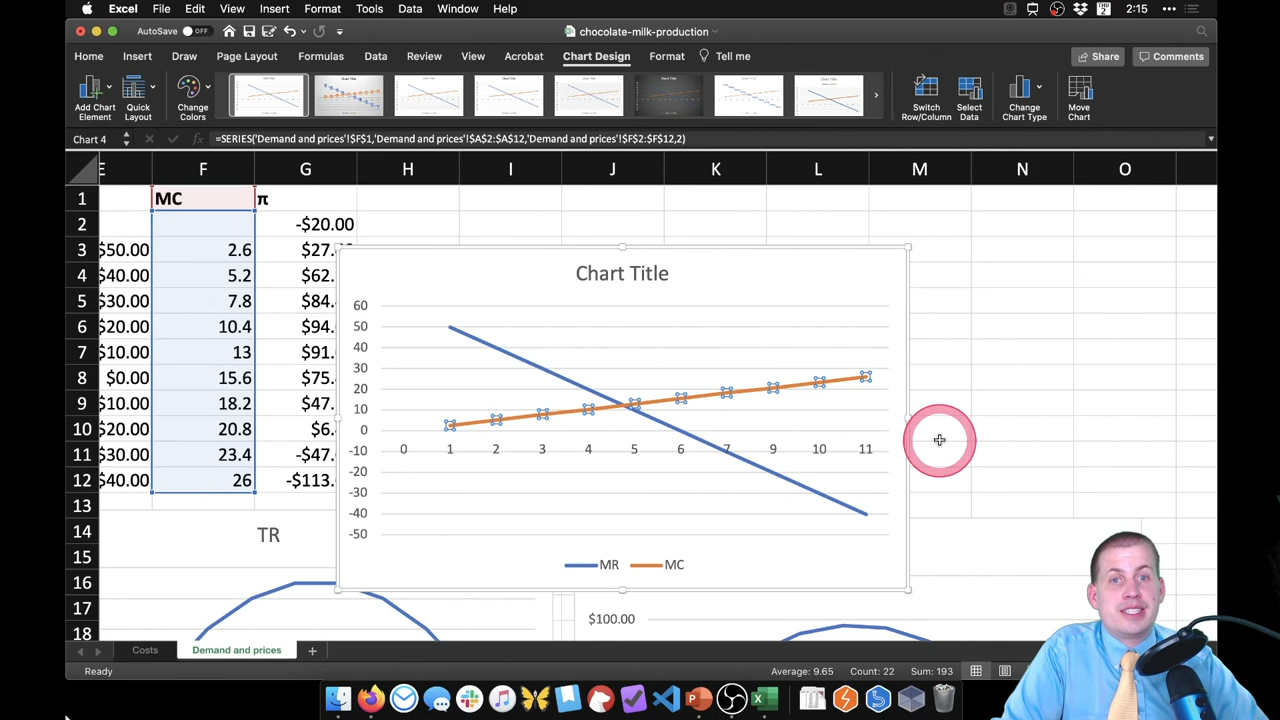 Excel File Edit View Insert Format Tools Data Window Help THU 2 2:15
AutoSave OFF chocolate-milk-production
Home Insert Draw Page Layout Formulas Data Review View Acrobat Chart Design Format Tell me Share Comments
Add Chart Element Quick Layout Change Colors Switch Row/Column Select Data Change Chart Type Move Chart
Chart 4 fx =SERIES('Demand and prices'!$F$1,'Demand and prices'!$A$2:$A$12,'Demand and prices'!$F$2:$F$12,2)
E F G H I J K L M N O
1 MC π
2 -$20.00
3 $50.00 2.6 $27.
4 $40.00 5.2 $62.
5 $30.00 7.8 $84.
6 $20.00 10.4 $94.
7 $10.00 13 $91.
8 $0.00 15.6 $75.
9 $10.00 18.2 $47.
10 $20.00 20.8 $6.
11 $30.00 23.4 -$47.
12 $40.00 26 -$113.
13
14
15
16
17
18
Chart Title
60
50
40
30
20
10
0
-10
-20
-30
-40
-50
0 1 2 3 4 5 6 7 8 9 10 11
MR MC
TR
$100.00
Costs Demand and prices
Ready Average: 9.65 Count: 22 Sum: 193